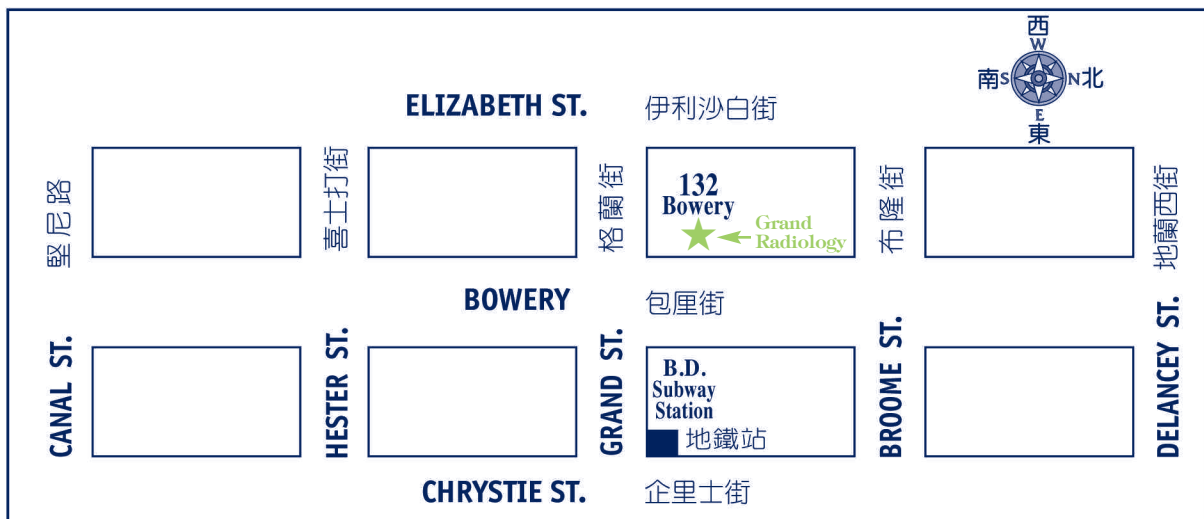 西
W
南 S N 北
E
東
ELIZABETH ST. 伊利沙白街
堅尼路
喜士打街
格蘭街
132
Bowery
Grand
Radiology
布隆街
地蘭西街
BOWERY 包厘街
CANAL ST.
HESTER ST.
GRAND ST.
B.D.
Subway
Station
地鐵站
BROOME ST.
DELANCEY ST.
CHRYSTIE ST. 企里士街